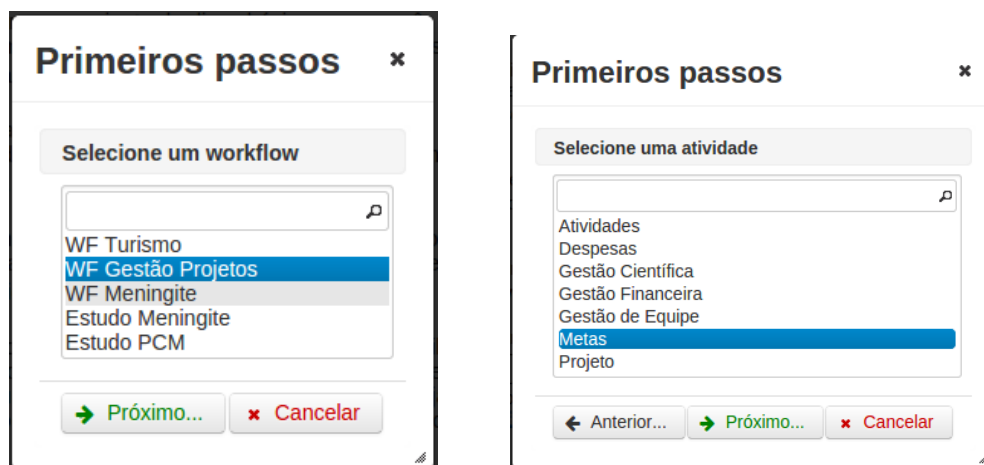 Primeiros passos
Selecione um workflow
WF Turismo
WF Gestão Projetos
WF Meningite
Estudo Meningite
Estudo PCM
Próximo... Cancelar
Primeiros passos
Selecione uma atividade
Atividades
Despesas
Gestão Científica
Gestão Financeira
Gestão de Equipe
Metas
Projeto
Anterior... Próximo... Cancelar